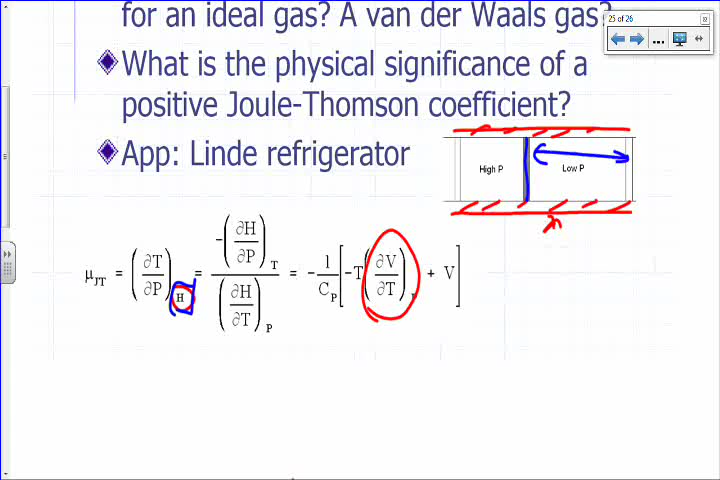 for an ideal gas? A van der Waals gas?
25 of 26
What is the physical significance of a
positive Joule-Thomson coefficient?
App: Linde refrigerator
High P Low P
μ_JT = (∂T/∂P)_H = -(∂H/∂P)_T / (∂H/∂T)_P = -1/C_P [-T(∂V/∂T)_P + V]